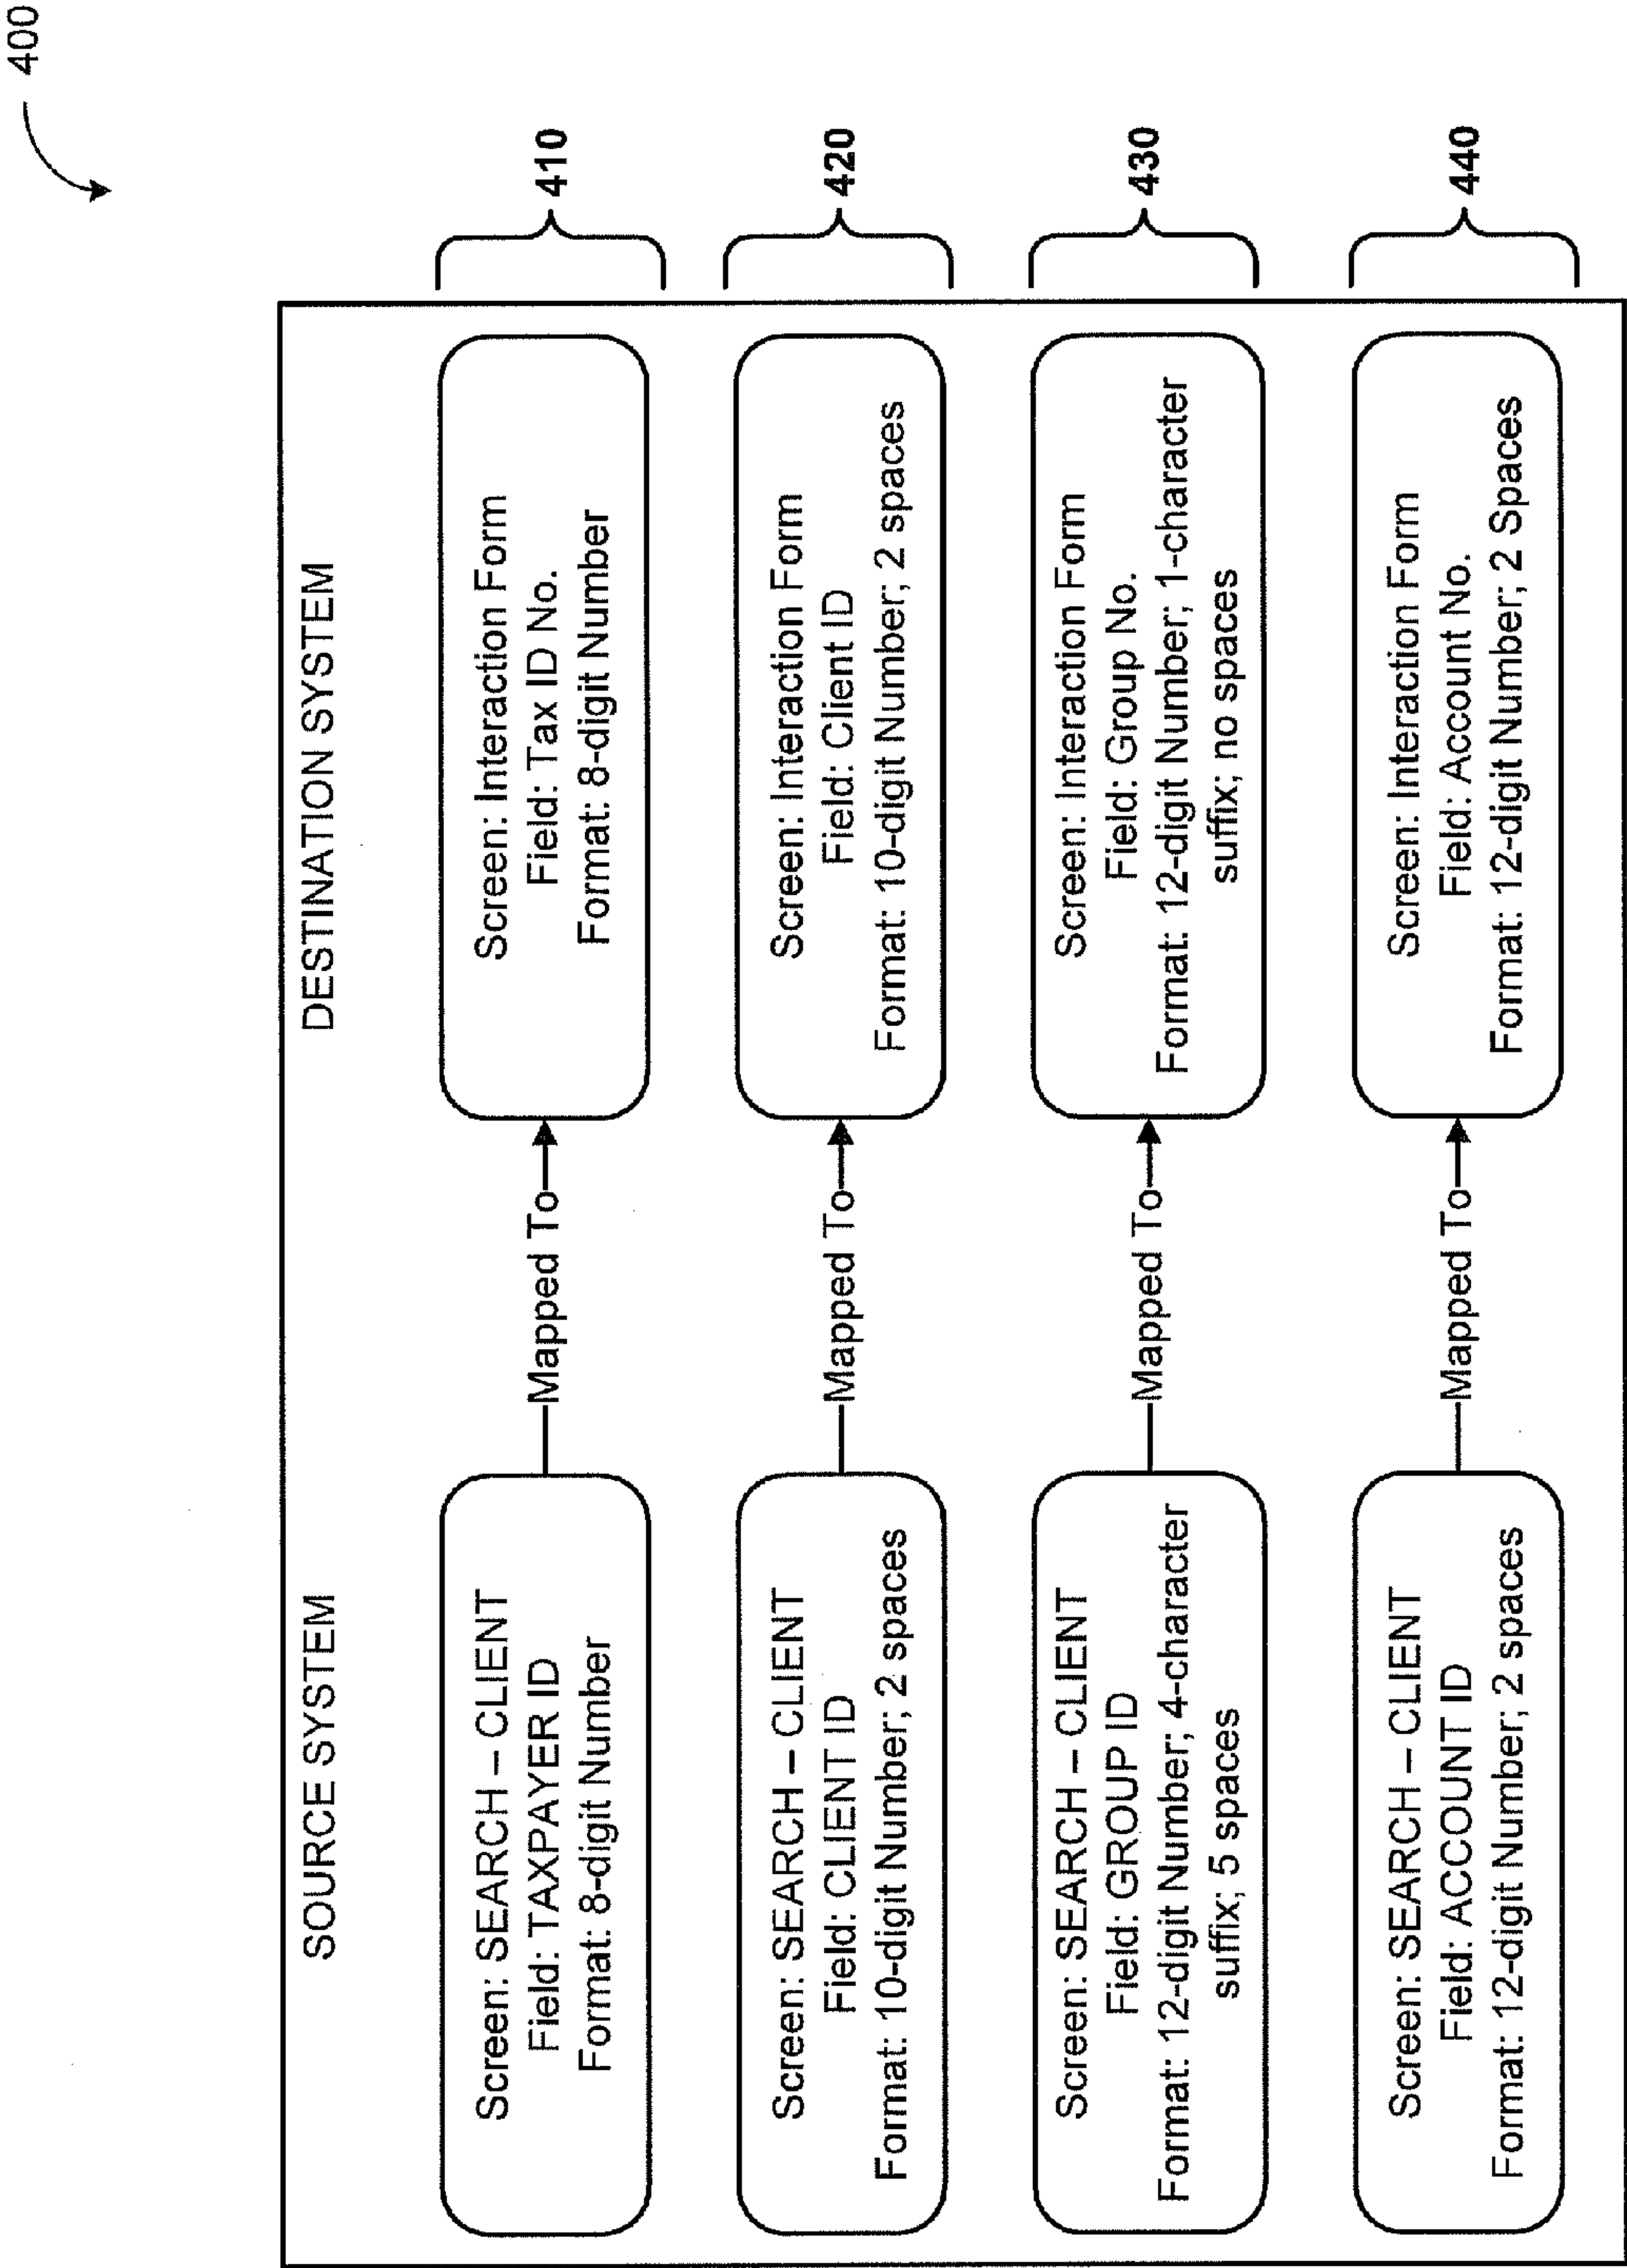 400
SOURCE SYSTEM
DESTINATION SYSTEM
Screen: SEARCH – CLIENT
Field: TAXPAYER ID
Format: 8-digit Number
Mapped To
Screen: Interaction Form
Field: Tax ID No.
Format: 8-digit Number
410
Screen: SEARCH – CLIENT
Field: CLIENT ID
Format: 10-digit Number; 2 spaces
Mapped To
Screen: Interaction Form
Field: Client ID
Format: 10-digit Number; 2 spaces
420
Screen: SEARCH – CLIENT
Field: GROUP ID
Format: 12-digit Number; 4-character
suffix; 5 spaces
Mapped To
Screen: Interaction Form
Field: Group No.
Format: 12-digit Number; 1-character
suffix; no spaces
430
Screen: SEARCH – CLIENT
Field: ACCOUNT ID
Format: 12-digit Number; 2 spaces
Mapped To
Screen: Interaction Form
Field: Account No.
Format: 12-digit Number; 2 Spaces
440